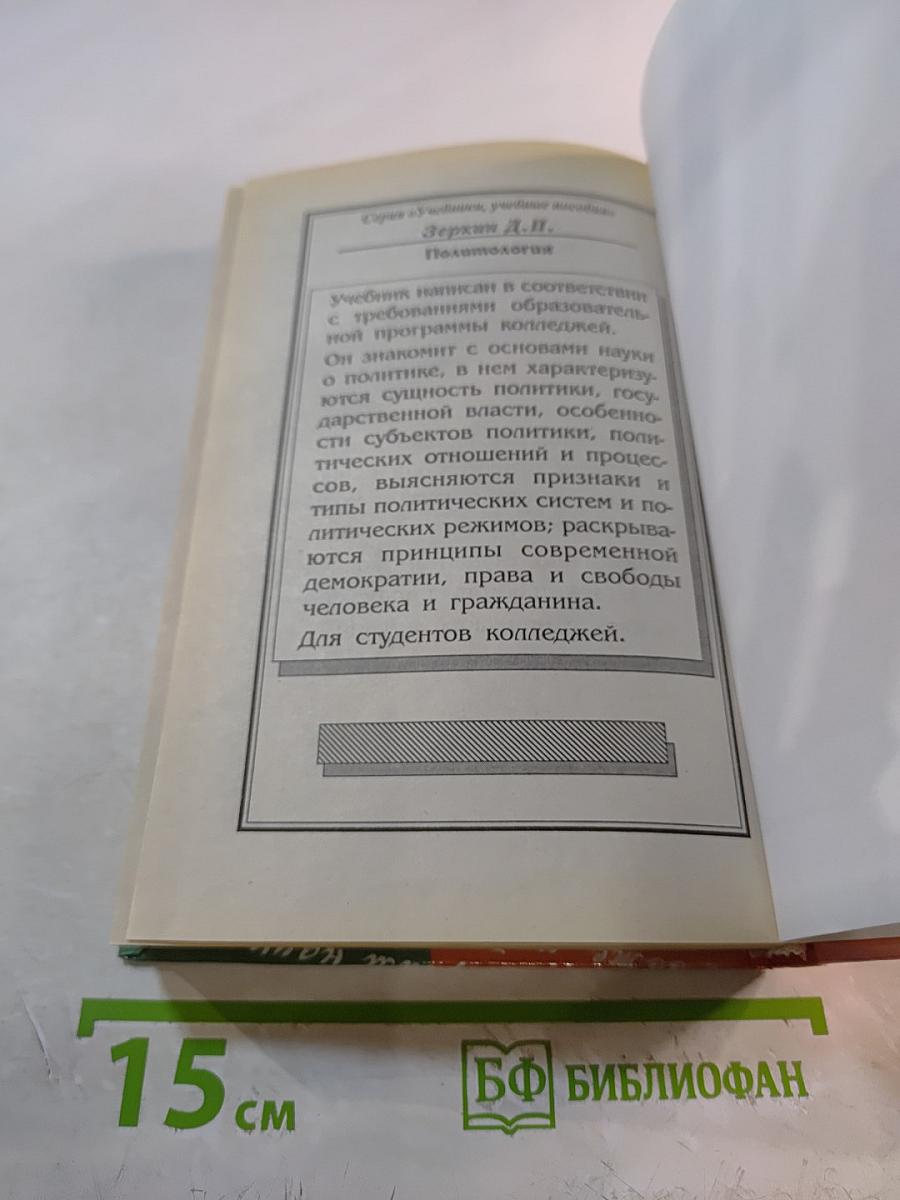 Серия «Учебники, учебные пособия»
Зеркин Д.П.
Политология
Учебник написан в соответствии
с требованиями образователь-
ной программы колледжей.
Он знакомит с основами науки
о политике, в нем характеризу-
ются сущность политики, госу-
дарственной власти, особенно-
сти субъектов политики, поли-
тических отношений и процес-
сов, выясняются признаки и
типы политических систем и по-
литических режимов; раскрыва-
ются принципы современной
демократии, права и свободы
человека и гражданина.
Для студентов колледжей.
15 см
БФ БИБЛИОФАН